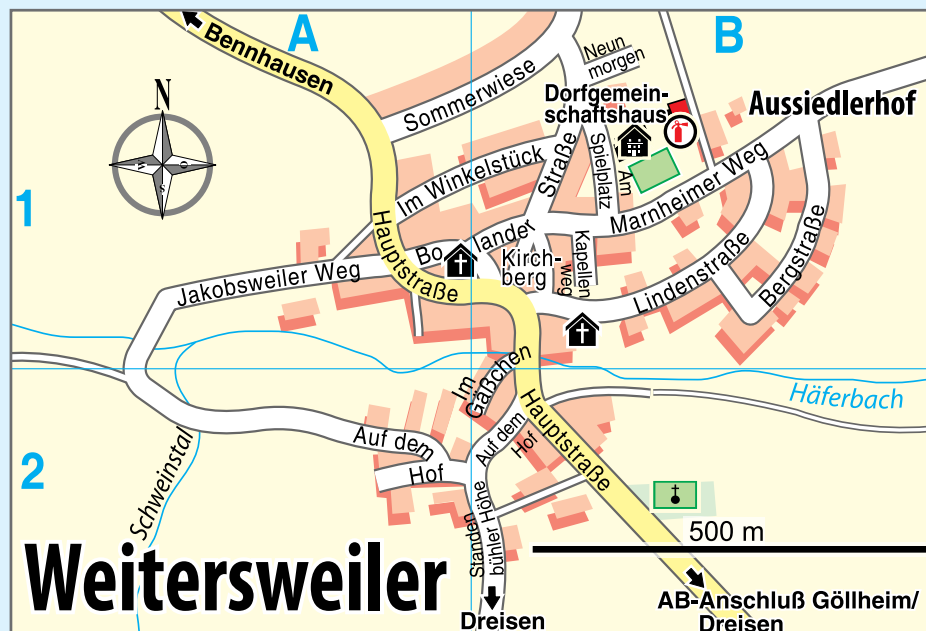 A
B
1
2
Bennhausen
N
O
S
W
Sommerwiese
Neun
morgen
Dorfgemein-
schaftshaus
Aussiedlerhof
Im Winkelstück
Straße
Spielplatz
Am
Marnheimer Weg
Hauptstraße
Bo lander
Kirch-
berg
Kapellen
weg
Jakobsweiler Weg
Lindenstraße
Bergstraße
Im
Gäßchen
Häferbach
Schweinstal
Auf dem
Hof
Auf dem
Hof
Hauptstraße
Standen
bühler Höhe
500 m
Weitersweiler
Dreisen
AB-Anschluß Göllheim/
Dreisen